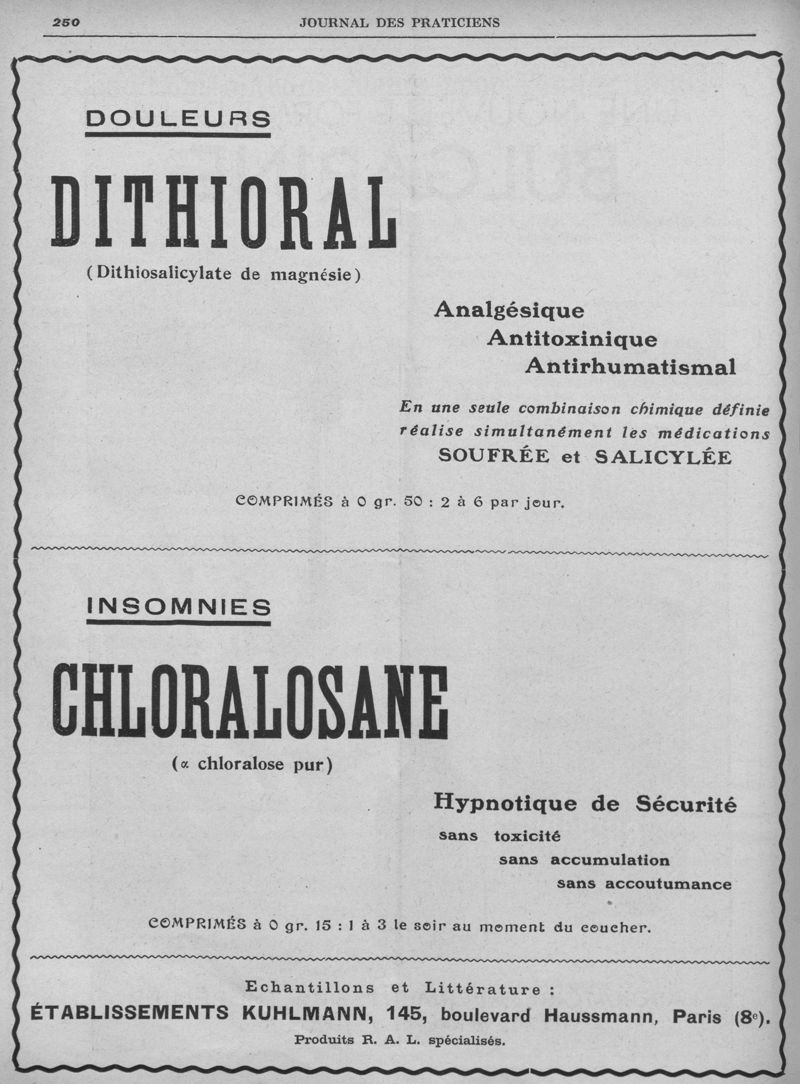 250
JOURNAL DES PRATICIENS
DOULEURS
DITHIORAL
(Dithiosalicylate de magnésie)
Analgésique
Antitoxinique
Antirhumatismal
En une seule combinaison chimique définie
réalise simultanément les médications
SOUFRÉE et SALICYLÉE
COMPRIMÉS à 0 gr. 50 : 2 à 6 par jour.
INSOMNIES
CHLORALOSANE
(α chloralose pur)
Hypnotique de Sécurité
sans toxicité
sans accumulation
sans accoutumance
COMPRIMÉS à 0 gr. 15 : 1 à 3 le soir au moment du coucher.
Echantillons et Littérature :
ÉTABLISSEMENTS KUHLMANN, 145, boulevard Haussmann, Paris (8e).
Produits R. A. L. spécialisés.